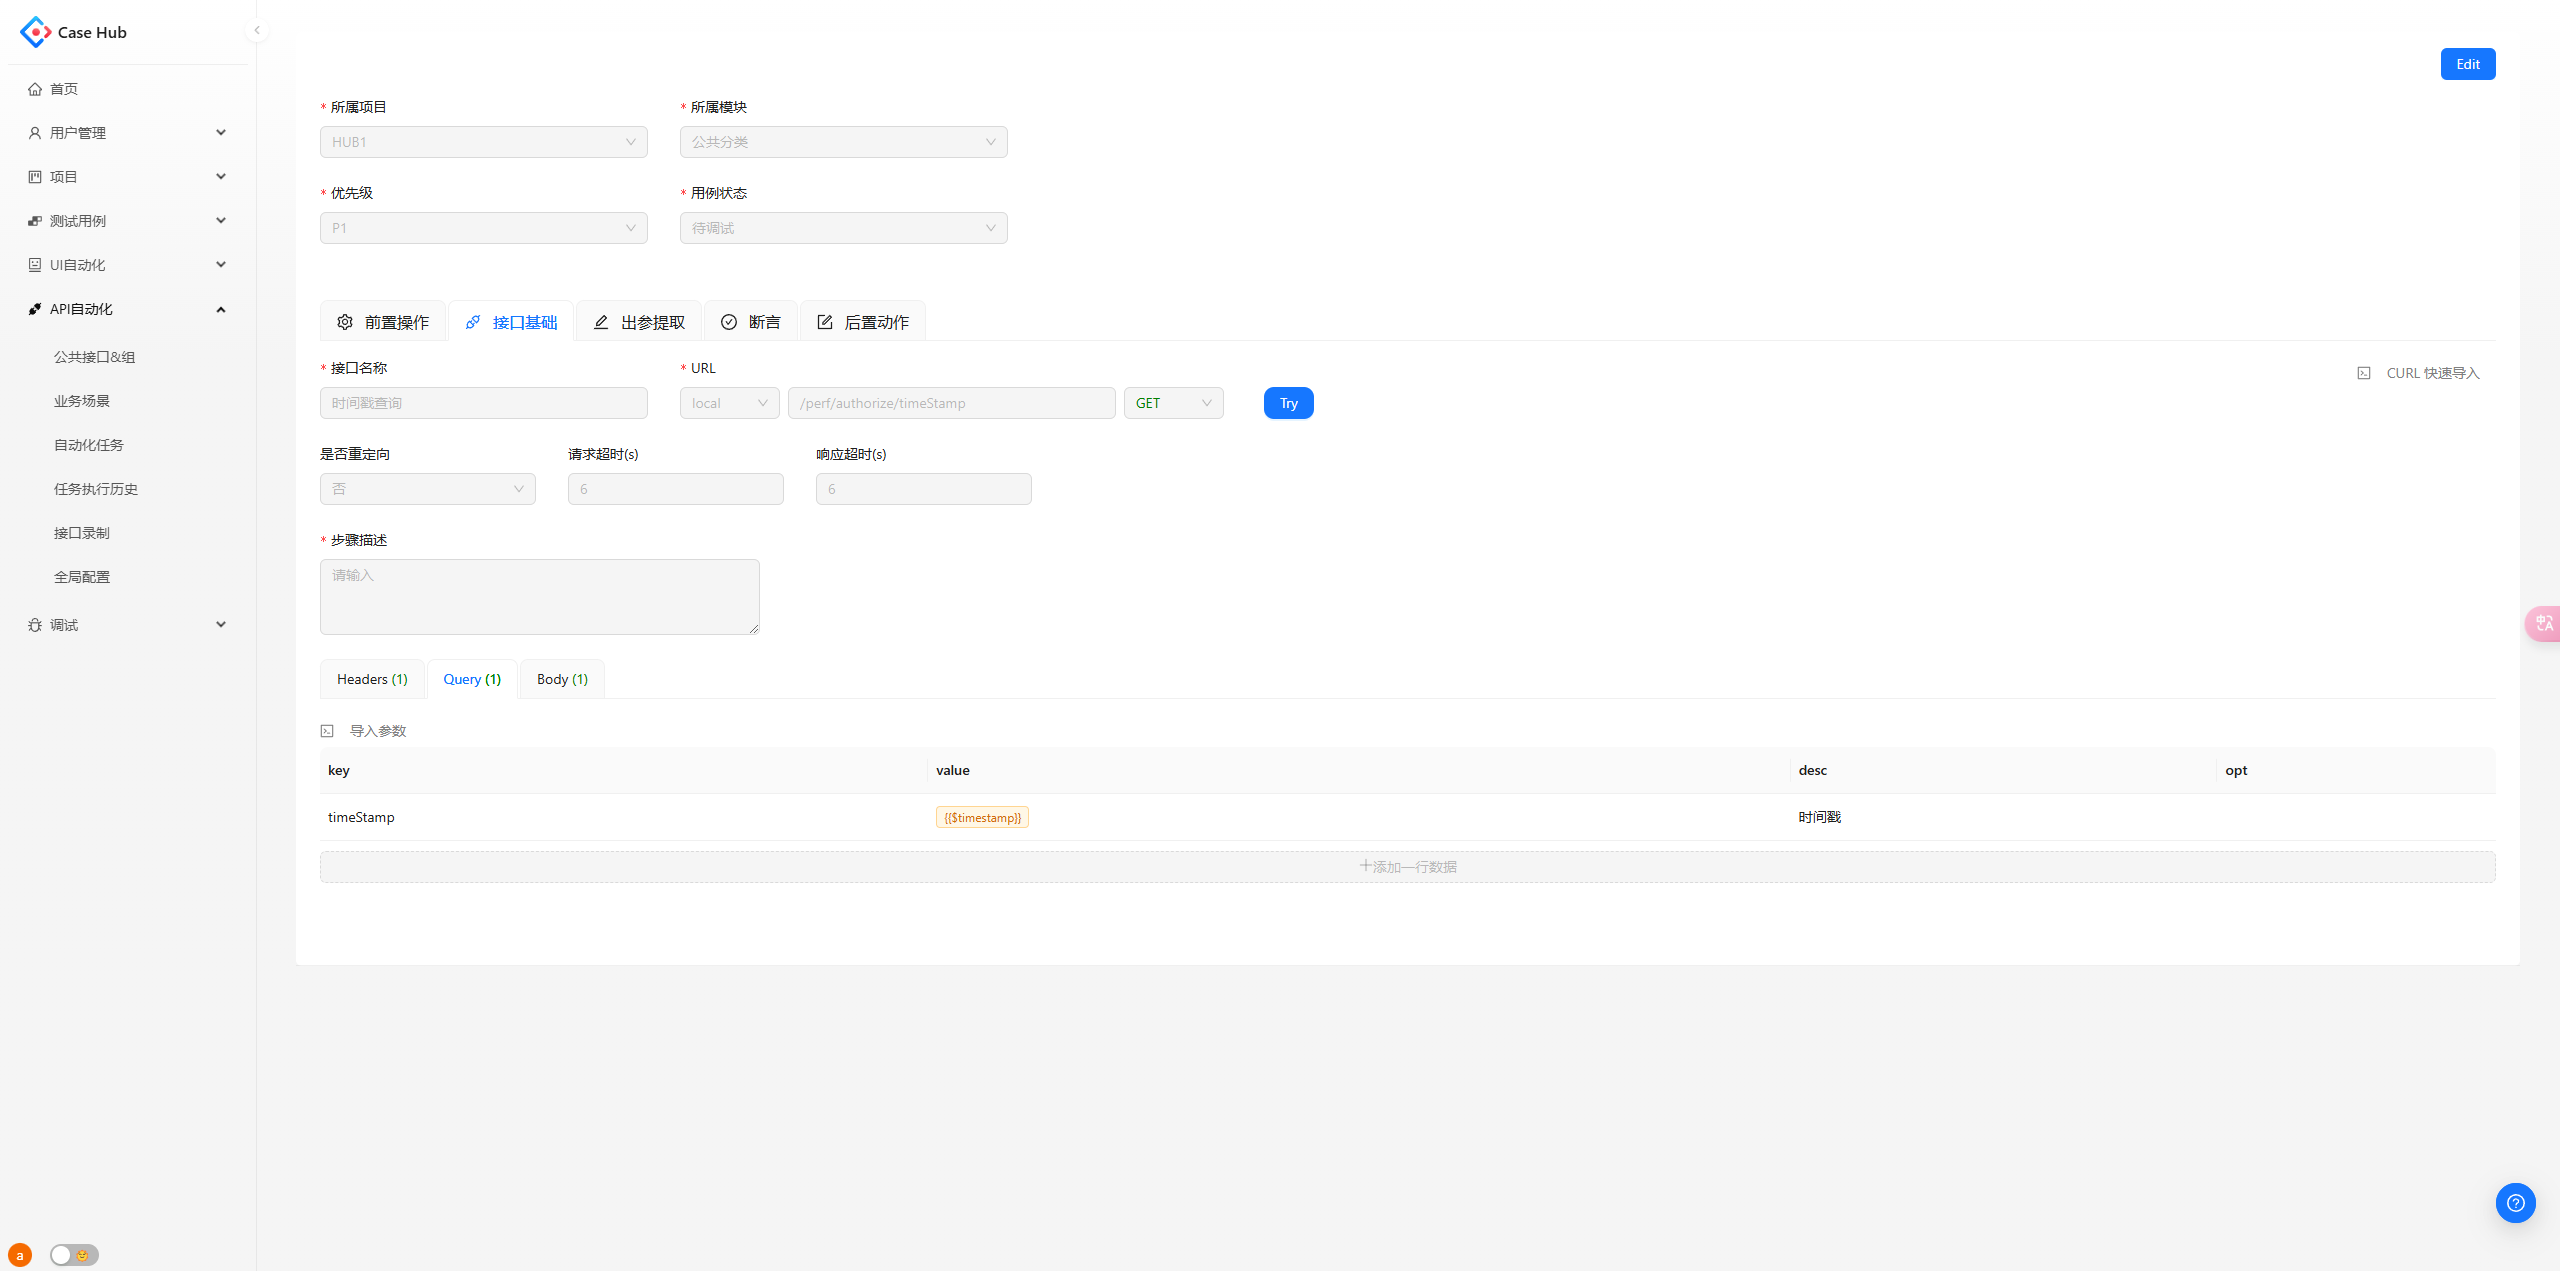 Case Hub
首页
用户管理
项目
测试用例
UI自动化
API自动化
公共接口&组
业务场景
自动化任务
任务执行历史
接口录制
全局配置
调试
a
Edit
* 所属项目
* 所属模块
HUB1
公共分类
* 优先级
* 用例状态
P1
待调试
前置操作
接口基础
出参提取
断言
后置动作
* 接口名称
* URL
CURL 快速导入
时间戳查询
local
/perf/authorize/timeStamp
GET
Try
是否重定向
请求超时(s)
响应超时(s)
否
6
6
* 步骤描述
请输入
Headers (1)
Query (1)
Body (1)
导入参数
key
value
desc
opt
timeStamp
{{$timestamp}}
时间戳
添加一行数据